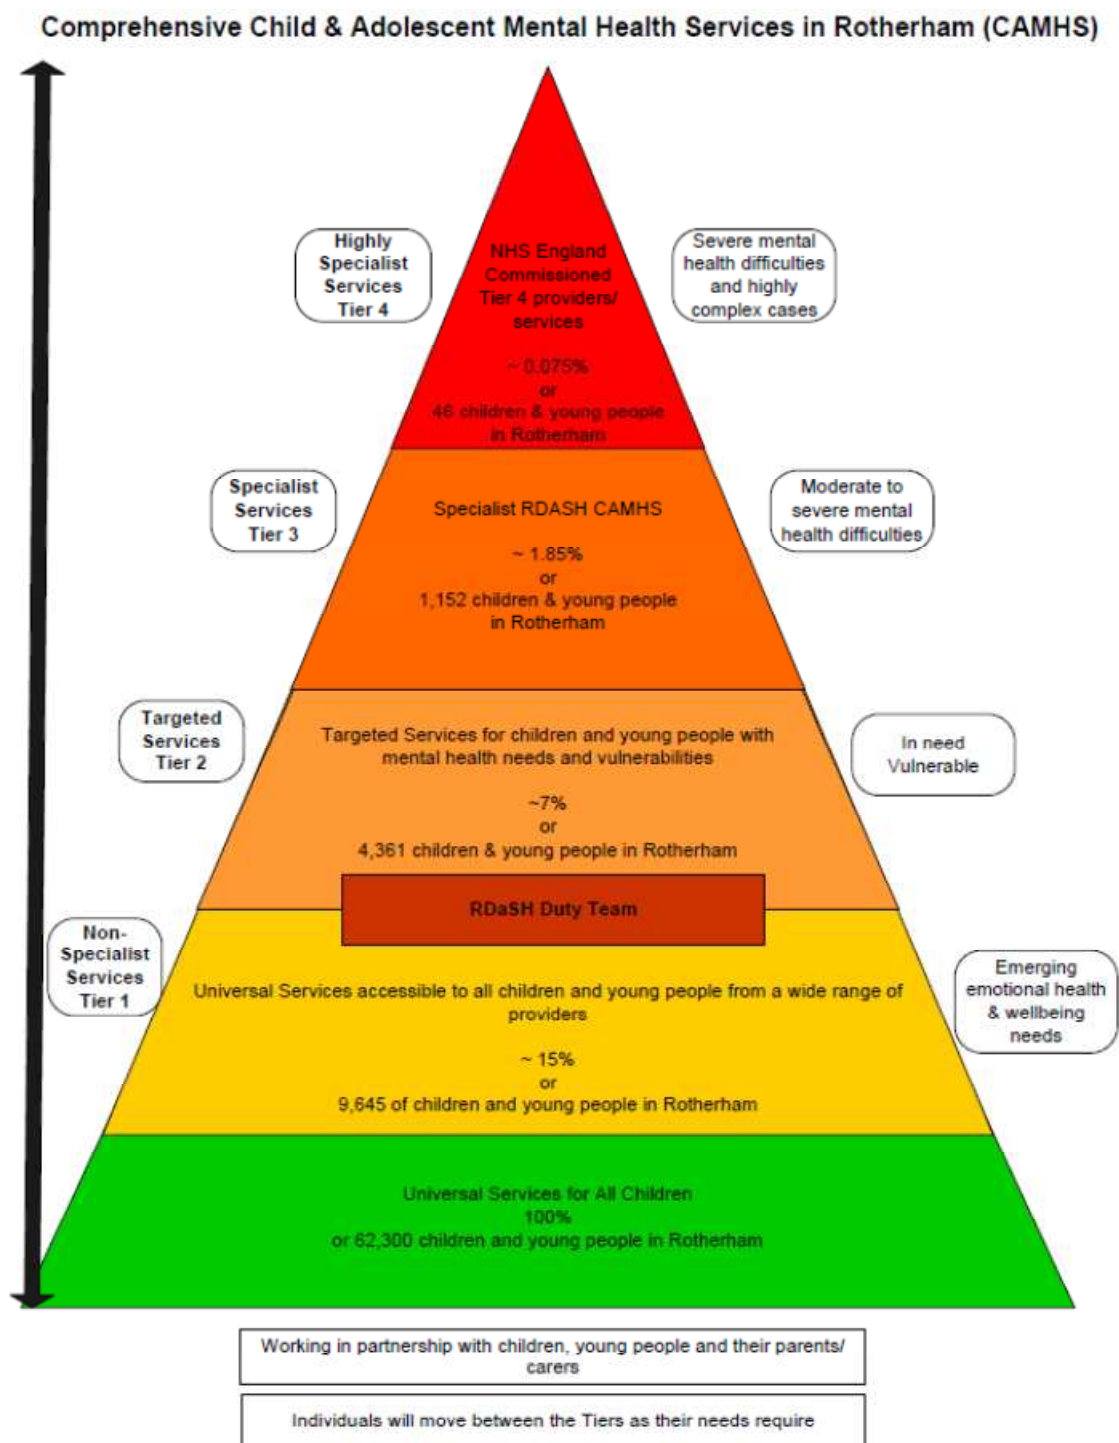 Comprehensive Child & Adolescent Mental Health Services in Rotherham (CAMHS)
Highly
Specialist
Services
Tier 4
NHS England
Commissioned
Tier 4 providers/
services
~ 0.075%
or
46 children & young people
in Rotherham
Severe mental
health difficulties
and highly
complex cases
Specialist
Services
Tier 3
Specialist RDASH CAMHS
~ 1.85%
or
1,152 children & young people
in Rotherham
Moderate to
severe mental
health difficulties
Targeted
Services
Tier 2
Targeted Services for children and young people with
mental health needs and vulnerabilities
~7%
or
4,361 children & young people in Rotherham
In need
Vulnerable
RDaSH Duty Team
Non-
Specialist
Services
Tier 1
Universal Services accessible to all children and young people from a wide range of
providers
~ 15%
or
9,645 of children and young people in Rotherham
Emerging
emotional health
& wellbeing
needs
Universal Services for All Children
100%
or 62,300 children and young people in Rotherham
Working in partnership with children, young people and their parents/
carers
Individuals will move between the Tiers as their needs require